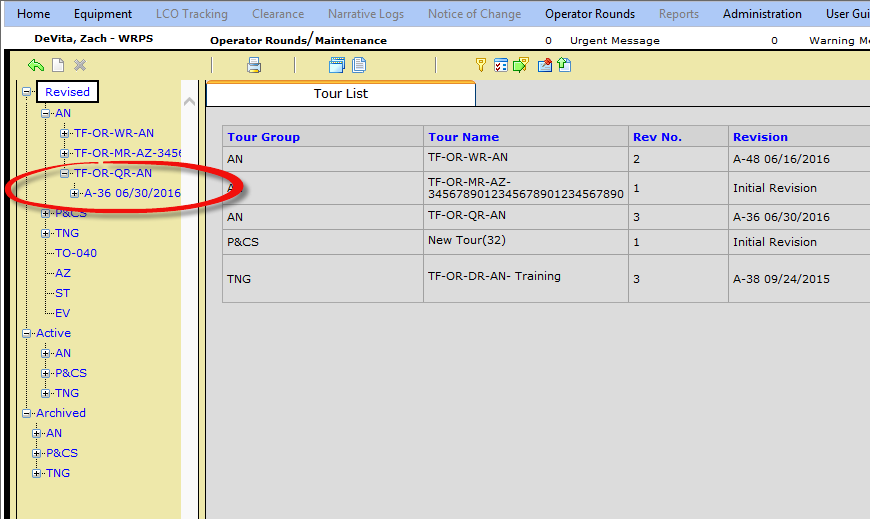 Home Equipment LCO Tracking Clearance Narrative Logs Notice of Change Operator Rounds Reports Administration User Gui
DeVita, Zach - WRPS Operator Rounds/Maintenance 0 Urgent Message 0 Warning Me
Revised
AN
TF-OR-WR-AN
TF-OR-MR-AZ-3456
TF-OR-QR-AN
A-36 06/30/2016
P&CS
TNG
TO-040
AZ
ST
EV
Active
AN
P&CS
TNG
Archived
AN
P&CS
TNG
Tour List
Tour Group Tour Name Rev No. Revision
AN TF-OR-WR-AN 2 A-48 06/16/2016
AN TF-OR-MR-AZ-
3456789012345678901234567890 1 Initial Revision
AN TF-OR-QR-AN 3 A-36 06/30/2016
P&CS New Tour(32) 1 Initial Revision
TNG TF-OR-DR-AN- Training 3 A-38 09/24/2015